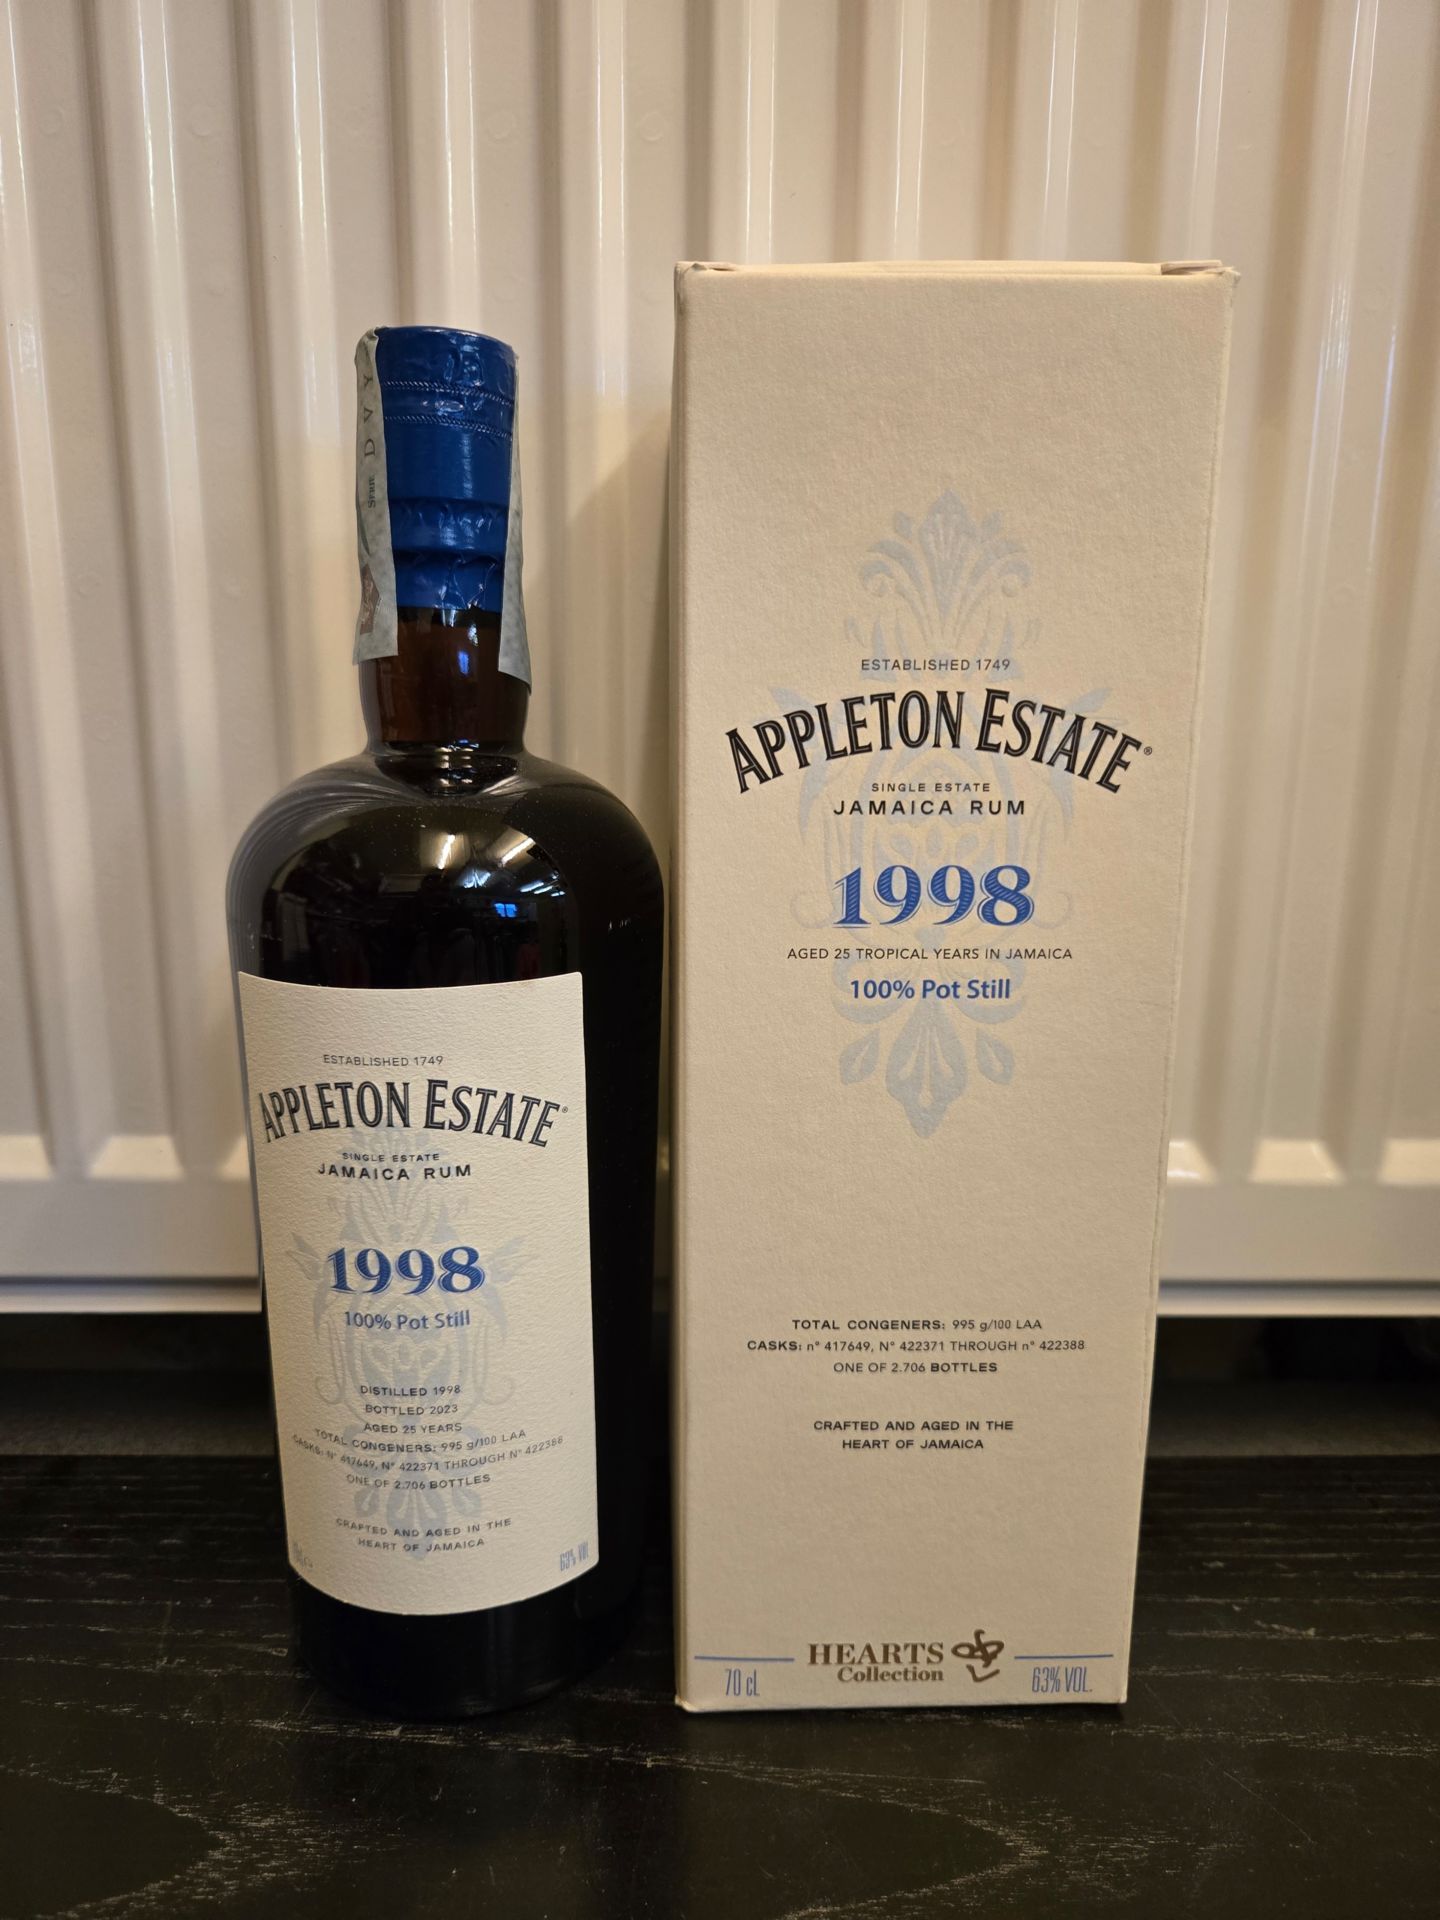 Serie DVY
ESTABLISHED 1749
APPLETON ESTATE®
SINGLE ESTATE
JAMAICA RUM
1998
100% Pot Still
DISTILLED 1998
BOTTLED 2023
AGED 25 YEARS
TOTAL CONGENERS: 995 g/100 LAA
CASKS: n° 417649, N° 422371 THROUGH N° 422388
ONE OF 2.706 BOTTLES
CRAFTED AND AGED IN THE
HEART OF JAMAICA
63% VOL.
ESTABLISHED 1749
APPLETON ESTATE®
SINGLE ESTATE
JAMAICA RUM
1998
AGED 25 TROPICAL YEARS IN JAMAICA
100% Pot Still
TOTAL CONGENERS: 995 g/100 LAA
CASKS: n° 417649, N° 422371 THROUGH n° 422388
ONE OF 2.706 BOTTLES
CRAFTED AND AGED IN THE
HEART OF JAMAICA
HEARTS
Collection
70 cL
63% VOL.